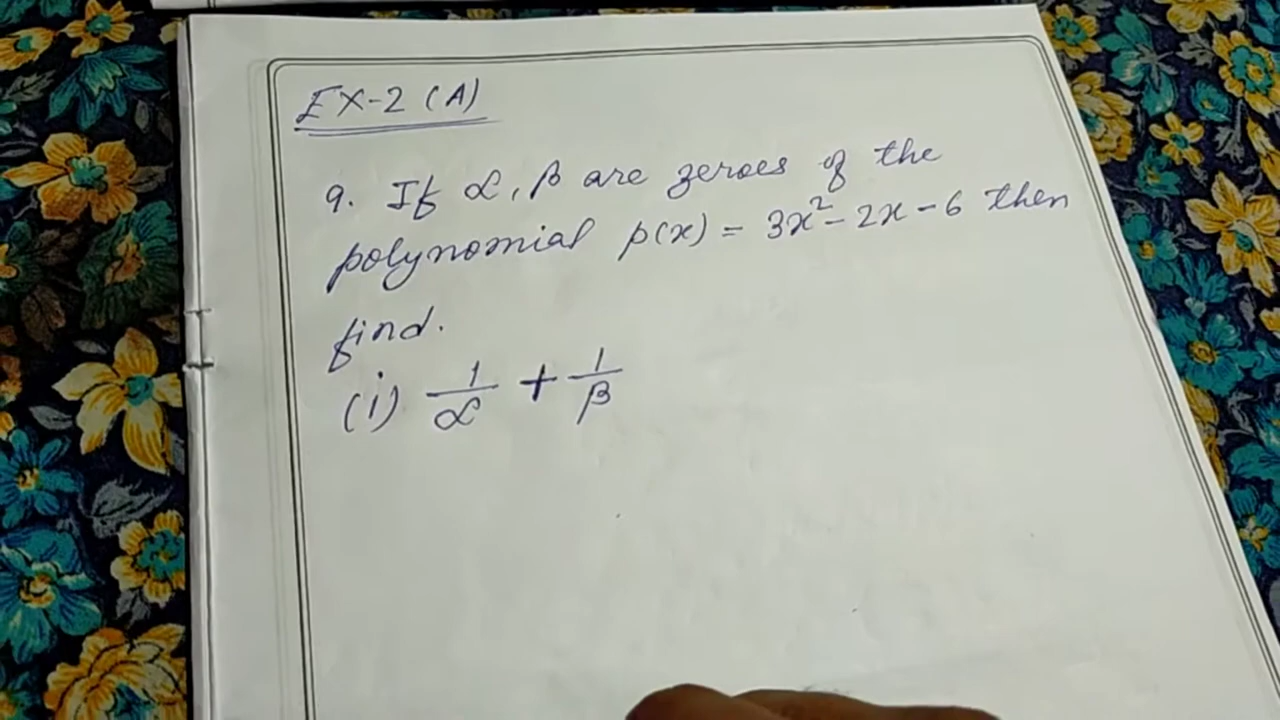 EX-2 (A)
9. If α, β are zeroes of the
polynomial p(x) = 3x² - 2x - 6 then
find.
(i) 1/α + 1/β